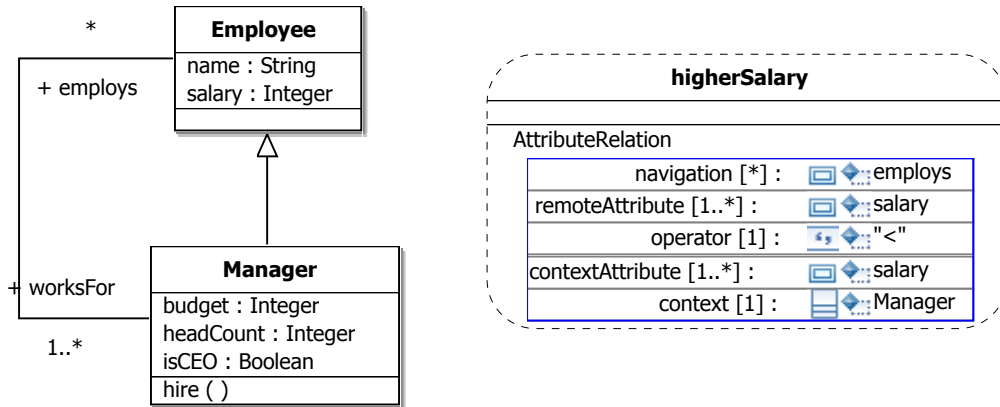 Employee
name : String
salary : Integer
*
+ employs
Manager
budget : Integer
headCount : Integer
isCEO : Boolean
hire ( )
+ worksFor
1..*
higherSalary
AttributeRelation
navigation [*] : employs
remoteAttribute [1..*] : salary
operator [1] : "<"
contextAttribute [1..*] : salary
context [1] : Manager